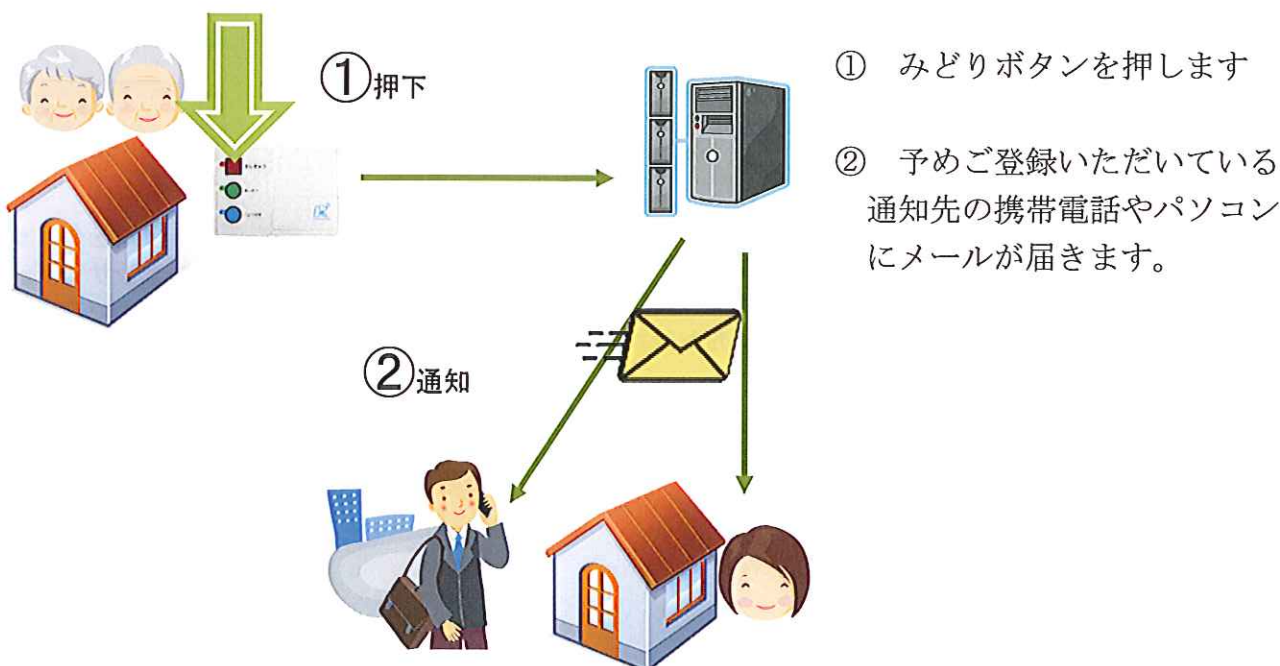 ①押下
① みどりボタンを押します
② 予めご登録いただいている
通知先の携帯電話やパソコン
にメールが届きます。
②通知